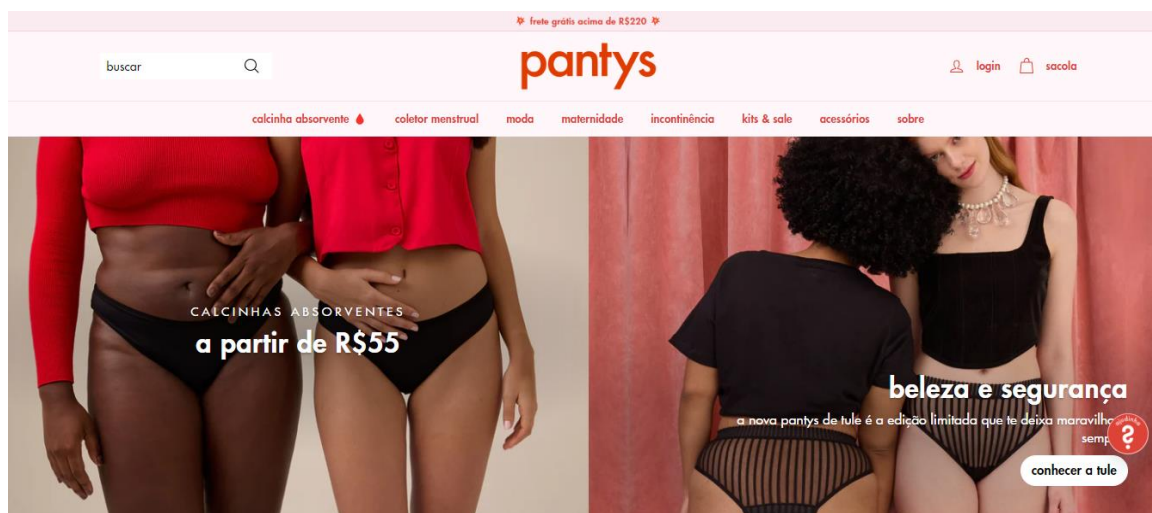 frete grátis acima de R$220
buscar
pantys
login
sacola
calcinha absorvente
coletor menstrual
moda
maternidade
incontinência
kits & sale
acessórios
sobre
CALCINHAS ABSORVENTES
a partir de R$55
beleza e segurança
a nova pantys de tule é a edição limitada que te deixa
conhecer a tule